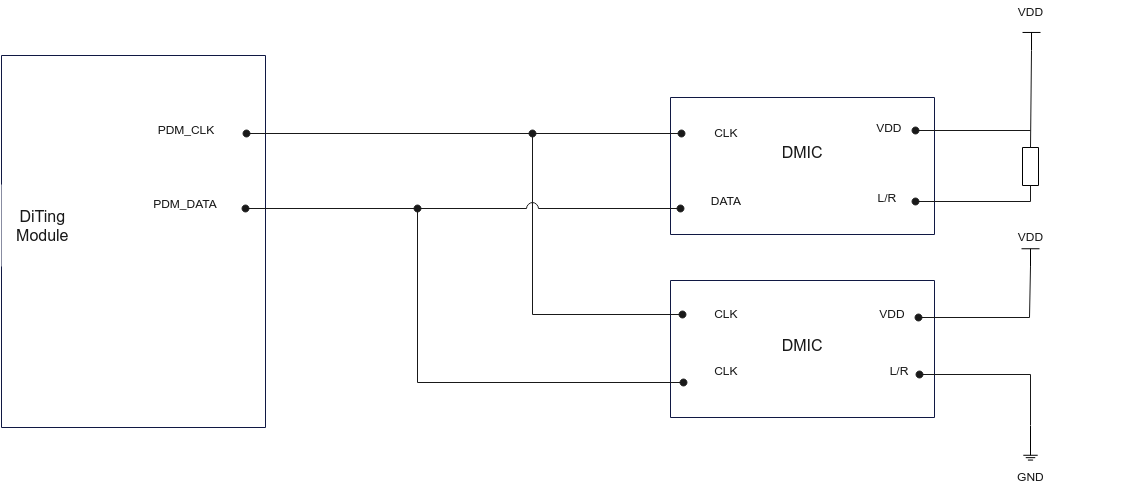 VDD
PDM_CLK
CLK
VDD
DMIC
PDM_DATA
DATA
L/R
DiTing
Module
VDD
CLK
VDD
DMIC
CLK
L/R
GND